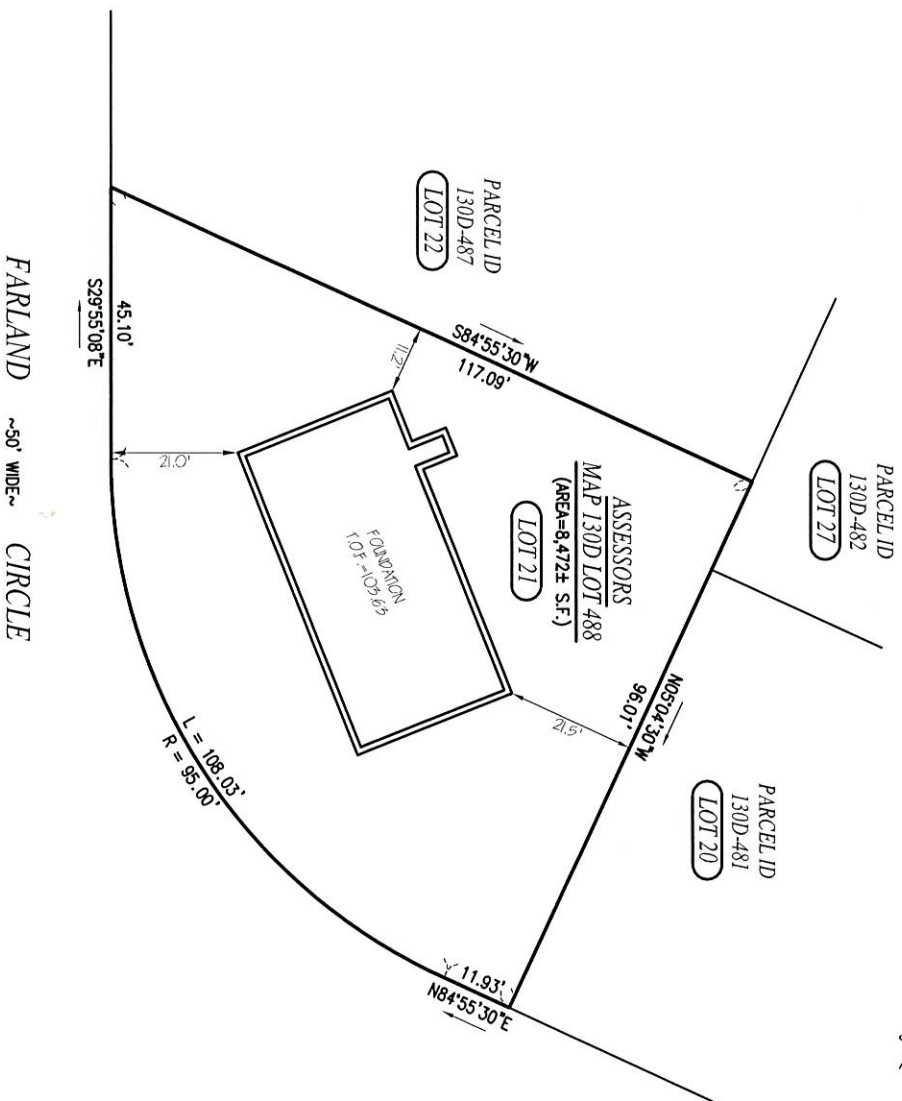 PARCEL ID
130D-487
LOT 22
PARCEL ID
130D-482
LOT 27
S84°55'30"W
117.09'
ASSESSORS
MAP 130D LOT 488
(AREA=8,472± S.F.)
LOT 21
N05°04'30"W
96.01'
PARCEL ID
130D-481
LOT 20
11.2'
21.5'
21.0'
FOUNDATION
T.O.F.=103.63
45.10'
S29°55'08"E
L = 108.03'
R = 95.00'
11.93'
N84°55'30"E
FARLAND ~50' WIDE~ CIRCLE